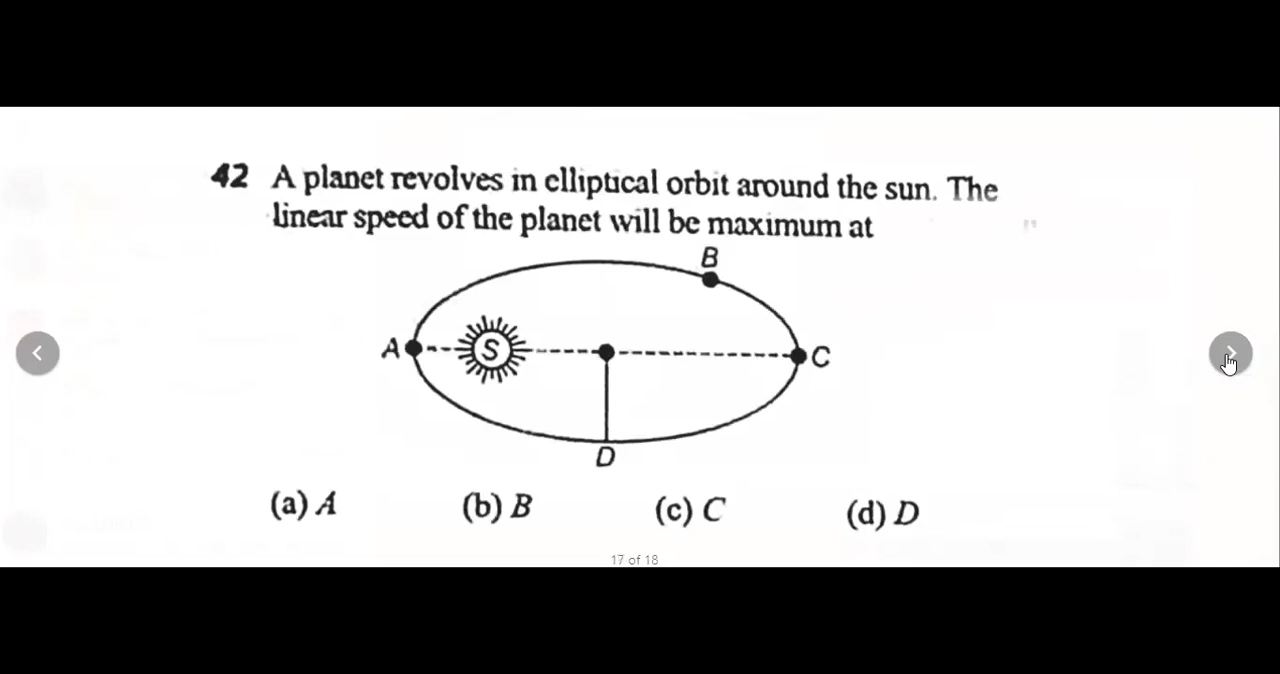 42 A planet revolves in elliptical orbit around the sun. The
linear speed of the planet will be maximum at
B
A
S
C
D
(a) A (b) B (c) C (d) D
17 of 18